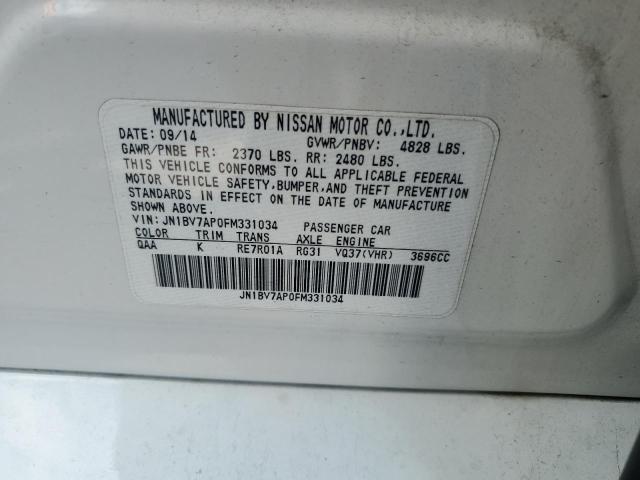 MANUFACTURED BY NISSAN MOTOR CO.,LTD.
DATE: 09/14 GVWR/PNBV: 4828 LBS.
GAWR/PNBE FR: 2370 LBS. RR: 2480 LBS.
THIS VEHICLE CONFORMS TO ALL APPLICABLE FEDERAL
MOTOR VEHICLE SAFETY,BUMPER,AND THEFT PREVENTION
STANDARDS IN EFFECT ON THE DATE OF MANUFACTURE
SHOWN ABOVE.
VIN: JN1BV7AP0FM331034 PASSENGER CAR
COLOR TRIM TRANS AXLE ENGINE
QAA K RE7R01A RG31 VQ37(VHR) 3696CC
JN1BV7AP0FM331034